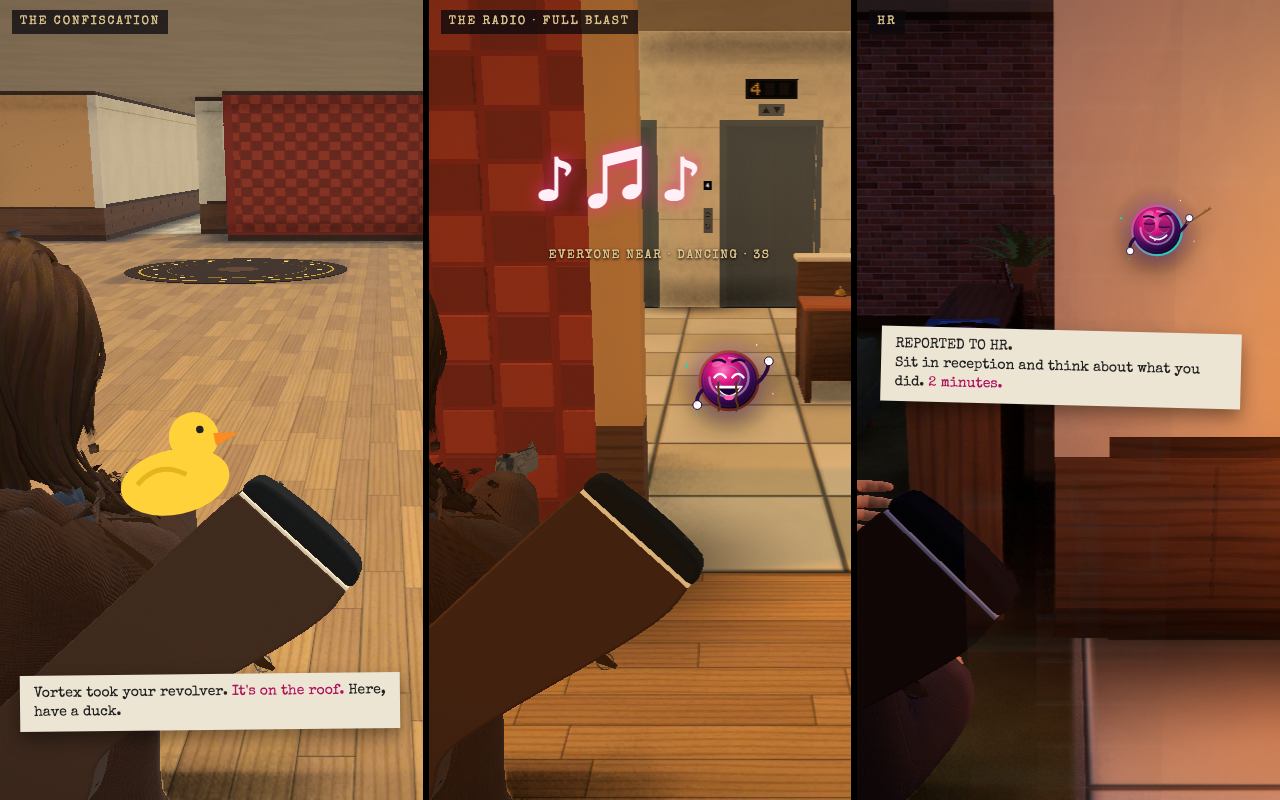 THE CONFISCATION
Vortex took your revolver. It's on the roof. Here,
have a duck.
THE RADIO · FULL BLAST
4
EVERYONE NEAR · DANCING · 3S
HR
REPORTED TO HR.
Sit in reception and think about what you
did. 2 minutes.